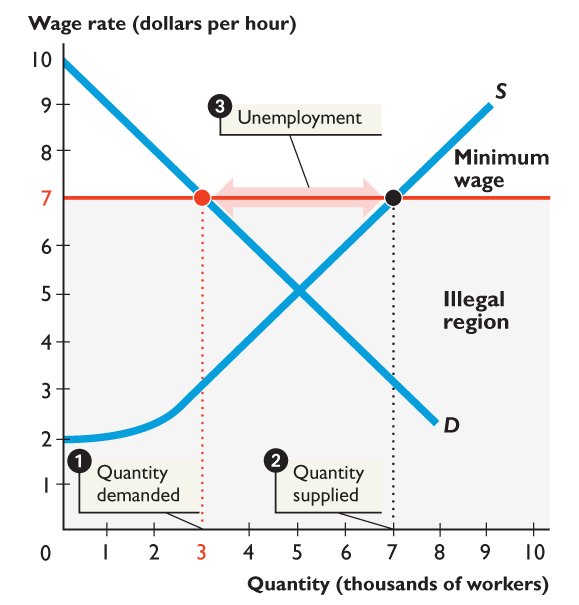 Wage rate (dollars per hour)
10
9
8
7
6
5
4
3
2
1
0
3 Unemployment
S
Minimum
wage
Illegal
region
D
1 Quantity
demanded
2 Quantity
supplied
1 2 3 4 5 6 7 8 9 10
Quantity (thousands of workers)